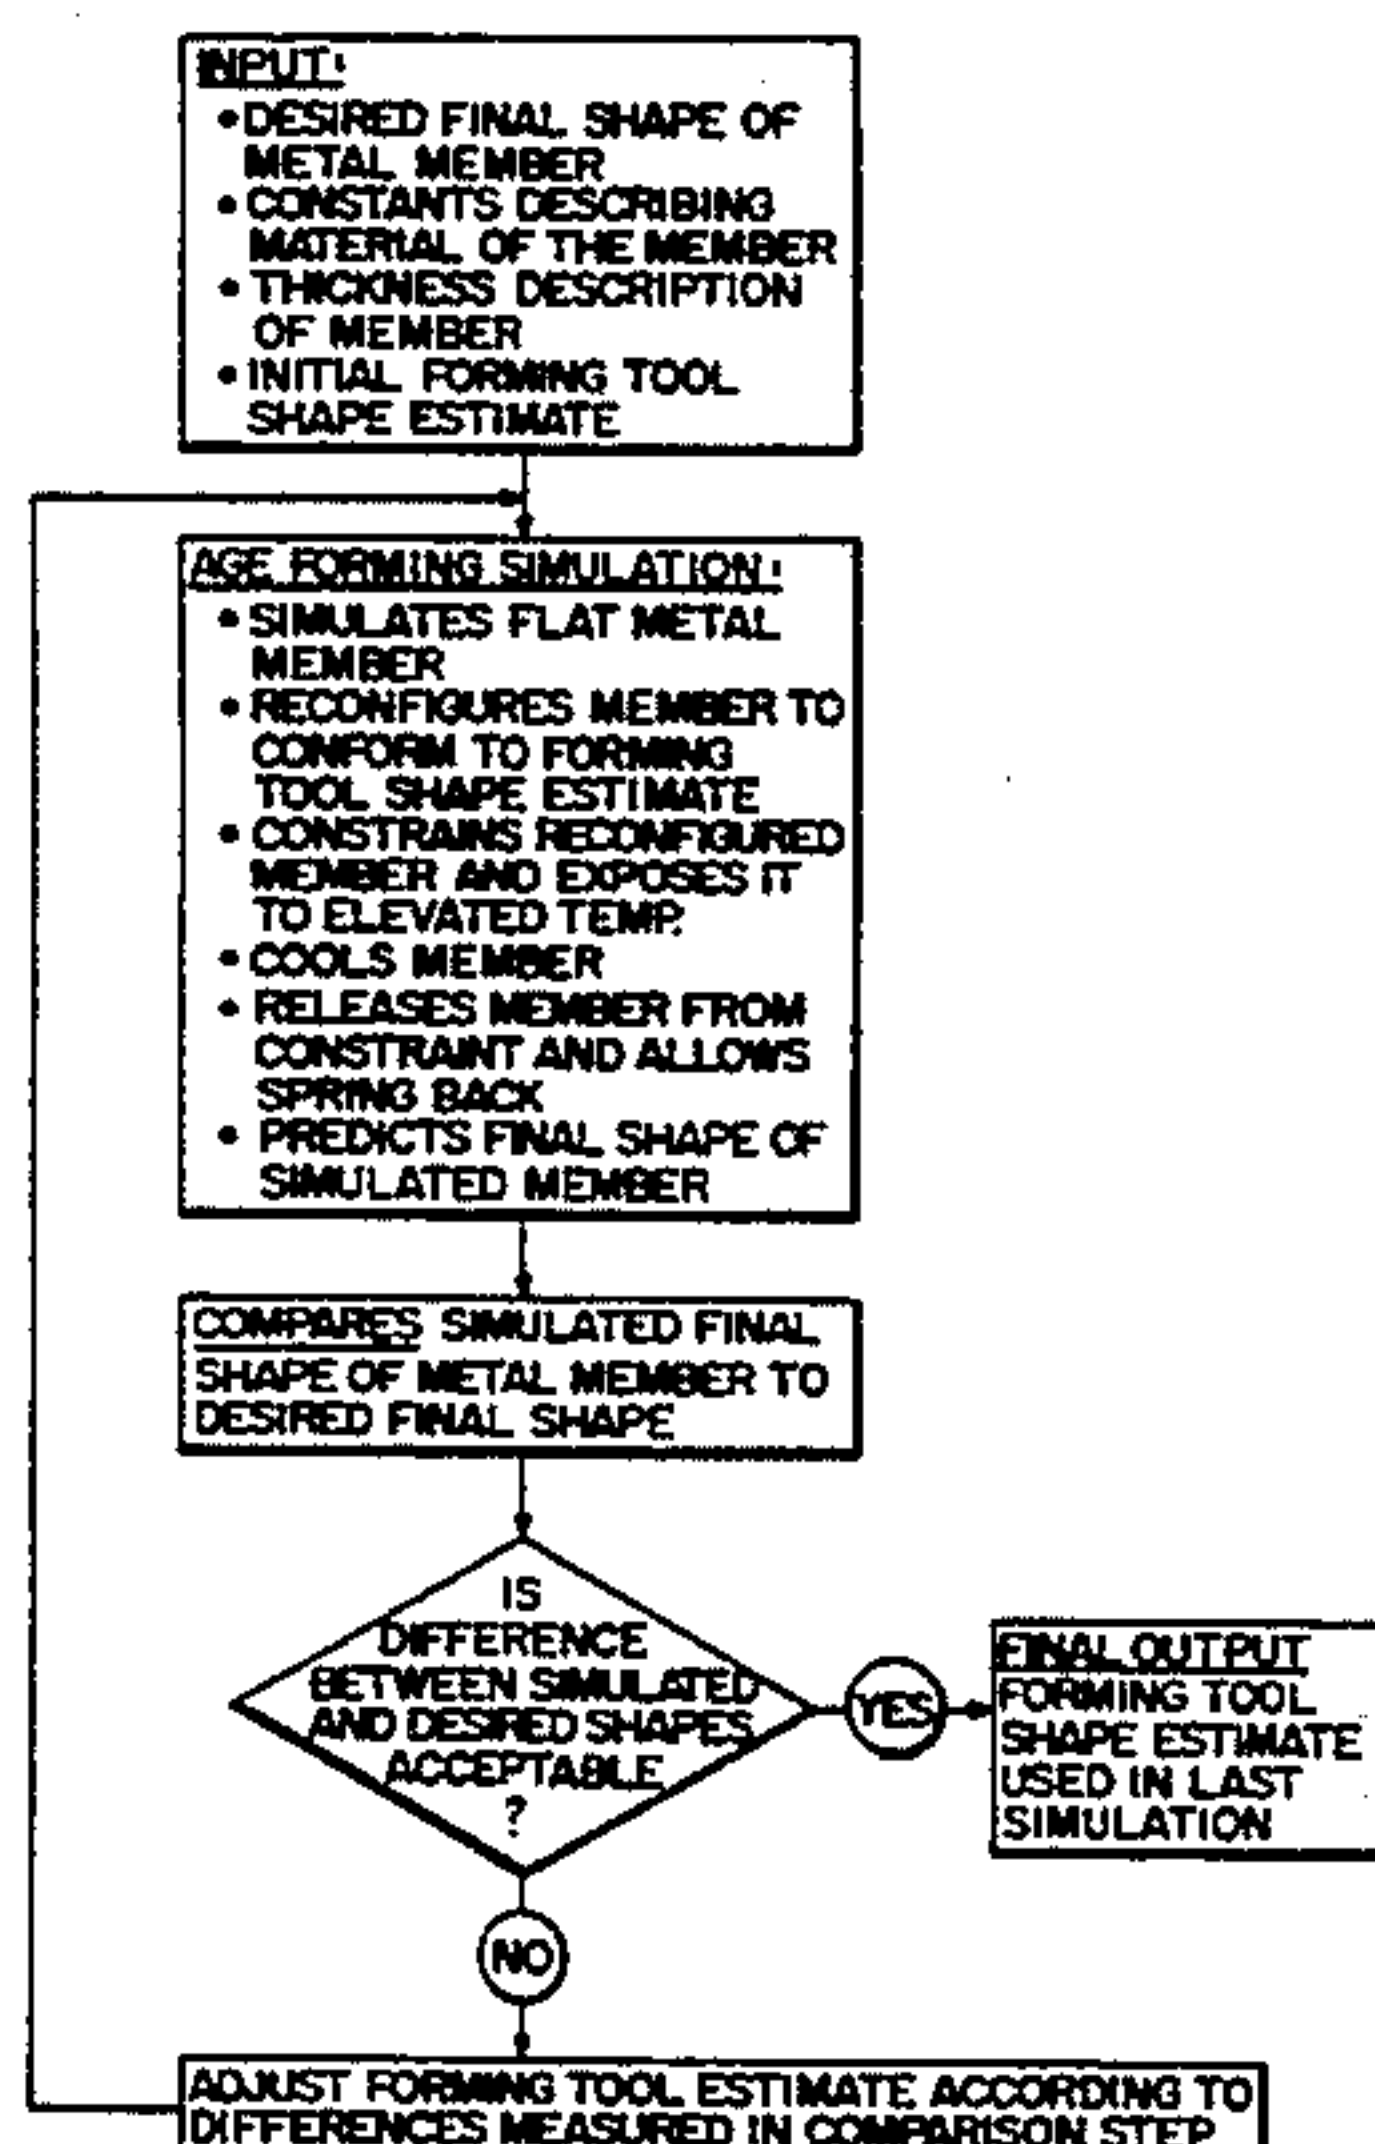 INPUT:
• DESIRED FINAL SHAPE OF
METAL MEMBER
• CONSTANTS DESCRIBING
MATERIAL OF THE MEMBER
• THICKNESS DESCRIPTION
OF MEMBER
• INITIAL FORMING TOOL
SHAPE ESTIMATE
AGE FORMING SIMULATION:
• SIMULATES FLAT METAL
MEMBER
• RECONFIGURES MEMBER TO
CONFORM TO FORMING
TOOL SHAPE ESTIMATE
• CONSTRAINS RECONFIGURED
MEMBER AND EXPOSES IT
TO ELEVATED TEMP.
• COOLS MEMBER
• RELEASES MEMBER FROM
CONSTRAINT AND ALLOWS
SPRING BACK
• PREDICTS FINAL SHAPE OF
SIMULATED MEMBER
COMPARES SIMULATED FINAL
SHAPE OF METAL MEMBER TO
DESIRED FINAL SHAPE
IS
DIFFERENCE
BETWEEN SIMULATED
AND DESIRED SHAPES
ACCEPTABLE
?
YES
FINAL OUTPUT
FORMING TOOL
SHAPE ESTIMATE
USED IN LAST
SIMULATION
NO
ADJUST FORMING TOOL ESTIMATE ACCORDING TO
DIFFERENCES MEASURED IN COMPARISON STEP